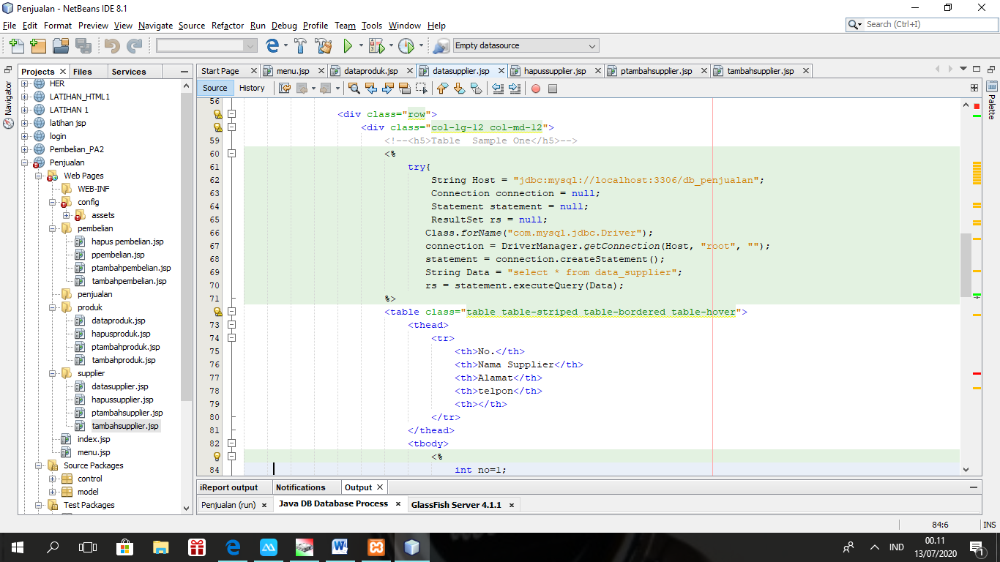 Penjualan - NetBeans IDE 8.1
File Edit Format Preview View Navigate Source Refactor Run Debug Profile Team Tools Window Help
Search (Ctrl+I)
Empty datasource
Navigator
Projects Files Services
HER
LATIHAN_HTML1
LATIHAN 1
latihan jsp
login
Pembelian_PA2
Penjualan
Web Pages
WEB-INF
config
assets
pembelian
hapus pembelian.jsp
ppembelian.jsp
ptambahpembelian.jsp
tambahpembelian.jsp
penjualan
produk
dataproduk.jsp
hapusproduk.jsp
ptambahproduk.jsp
tambahproduk.jsp
supplier
datasupplier.jsp
hapussupplier.jsp
ptambahsupplier.jsp
tambahsupplier.jsp
index.jsp
menu.jsp
Source Packages
control
model
Test Packages
Start Page menu.jsp dataproduk.jsp datasupplier.jsp hapussupplier.jsp ptambahsupplier.jsp tambahsupplier.jsp
Source History
Palette
56
<div class="row">
<div class="col-lg-12 col-md-12">
59 <!--<h5>Table  Sample One</h5>-->
60 <%
61 try{
62 String Host = "jdbc:mysql://localhost:3306/db_penjualan";
63 Connection connection = null;
64 Statement statement = null;
65 ResultSet rs = null;
66 Class.forName("com.mysql.jdbc.Driver");
67 connection = DriverManager.getConnection(Host, "root", "");
68 statement = connection.createStatement();
69 String Data = "select * from data_supplier";
70 rs = statement.executeQuery(Data);
71 %>
<table class="table table-striped table-bordered table-hover">
73 <thead>
74 <tr>
75 <th>No.</th>
76 <th>Nama Supplier</th>
77 <th>Alamat</th>
78 <th>telpon</th>
79 <th></th>
80 </tr>
81 </thead>
82 <tbody>
<%
84 int no=1;
iReport output Notifications Output
Penjualan (run) Java DB Database Process GlassFish Server 4.1.1
84:6 INS
IND
00.11
13/07/2020
1